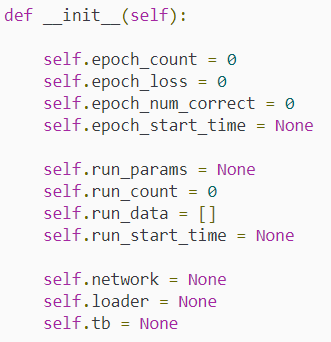 def __init__(self):
self.epoch_count = 0
self.epoch_loss = 0
self.epoch_num_correct = 0
self.epoch_start_time = None
self.run_params = None
self.run_count = 0
self.run_data = []
self.run_start_time = None
self.network = None
self.loader = None
self.tb = None